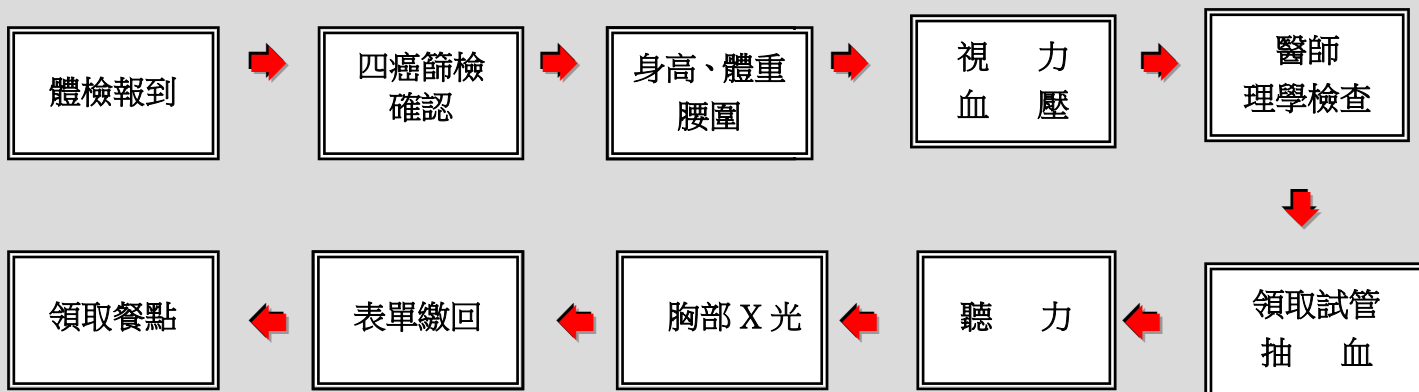 體檢報到
四癌篩檢
確認
身高、體重
腰圍
視 力
血 壓
醫師
理學檢查
領取試管
抽 血
聽 力
胸部 X 光
表單繳回
領取餐點